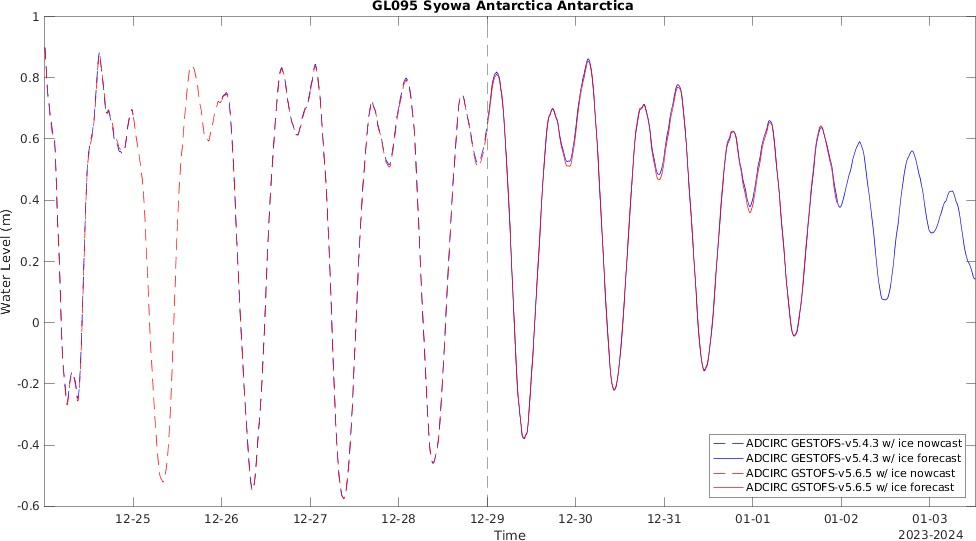 GL095 Syowa Antarctica Antarctica
1
0.8
0.6
0.4
0.2
0
-0.2
-0.4
-0.6
Water Level (m)
ADCIRC GESTOFS-v5.4.3 w/ ice nowcast
ADCIRC GESTOFS-v5.4.3 w/ ice forecast
ADCIRC GSTOFS-v5.6.5 w/ ice nowcast
ADCIRC GSTOFS-v5.6.5 w/ ice forecast
12-25 12-26 12-27 12-28 12-29 12-30 12-31 01-01 01-02 01-03
Time
2023-2024